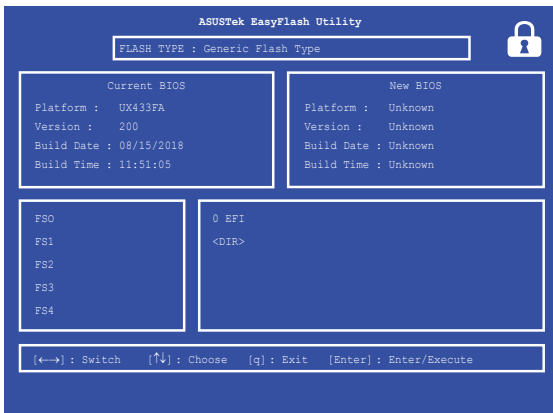 ASUSTek EasyFlash Utility
FLASH TYPE : Generic Flash Type
Current BIOS
Platform : UX433FA
Version : 200
Build Date : 08/15/2018
Build Time : 11:51:05
New BIOS
Platform : Unknown
Version : Unknown
Build Date : Unknown
Build Time : Unknown
FS0
FS1
FS2
FS3
FS4
0 EFI
<DIR>
[←→] : Switch [↑↓] : Choose [q] : Exit [Enter] : Enter/Execute